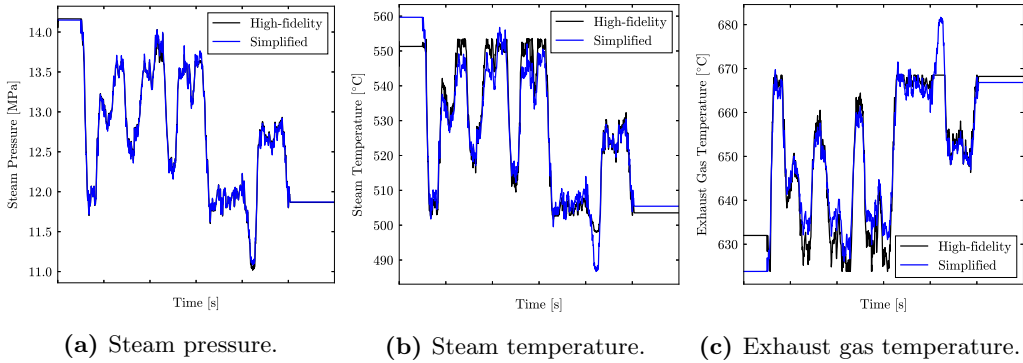 14.0
13.5
13.0
12.5
12.0
11.5
11.0
Steam Pressure [MPa]
High-fidelity
Simplified
Time [s]
(a) Steam pressure.
560
550
540
530
520
510
500
490
Steam Temperature [°C]
High-fidelity
Simplified
Time [s]
(b) Steam temperature.
680
670
660
650
640
630
Exhaust Gas Temperature [°C]
High-fidelity
Simplified
Time [s]
(c) Exhaust gas temperature.